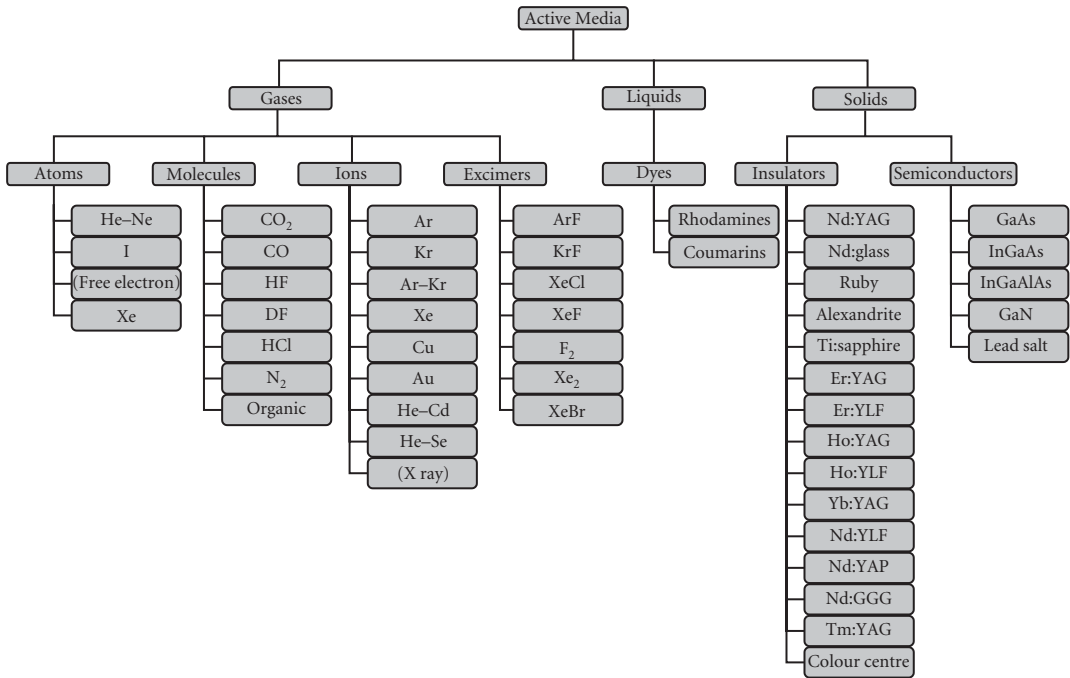 Active Media
Gases
Liquids
Solids
Atoms
Molecules
Ions
Excimers
Dyes
Insulators
Semiconductors
He–Ne
I
(Free electron)
Xe
CO₂
CO
HF
DF
HCl
N₂
Organic
Ar
Kr
Ar–Kr
Xe
Cu
Au
He–Cd
He–Se
(X ray)
ArF
KrF
XeCl
XeF
F₂
Xe₂
XeBr
Rhodamines
Coumarins
Nd:YAG
Nd:glass
Ruby
Alexandrite
Ti:sapphire
Er:YAG
Er:YLF
Ho:YAG
Ho:YLF
Yb:YAG
Nd:YLF
Nd:YAP
Nd:GGG
Tm:YAG
Colour centre
GaAs
InGaAs
InGaAlAs
GaN
Lead salt